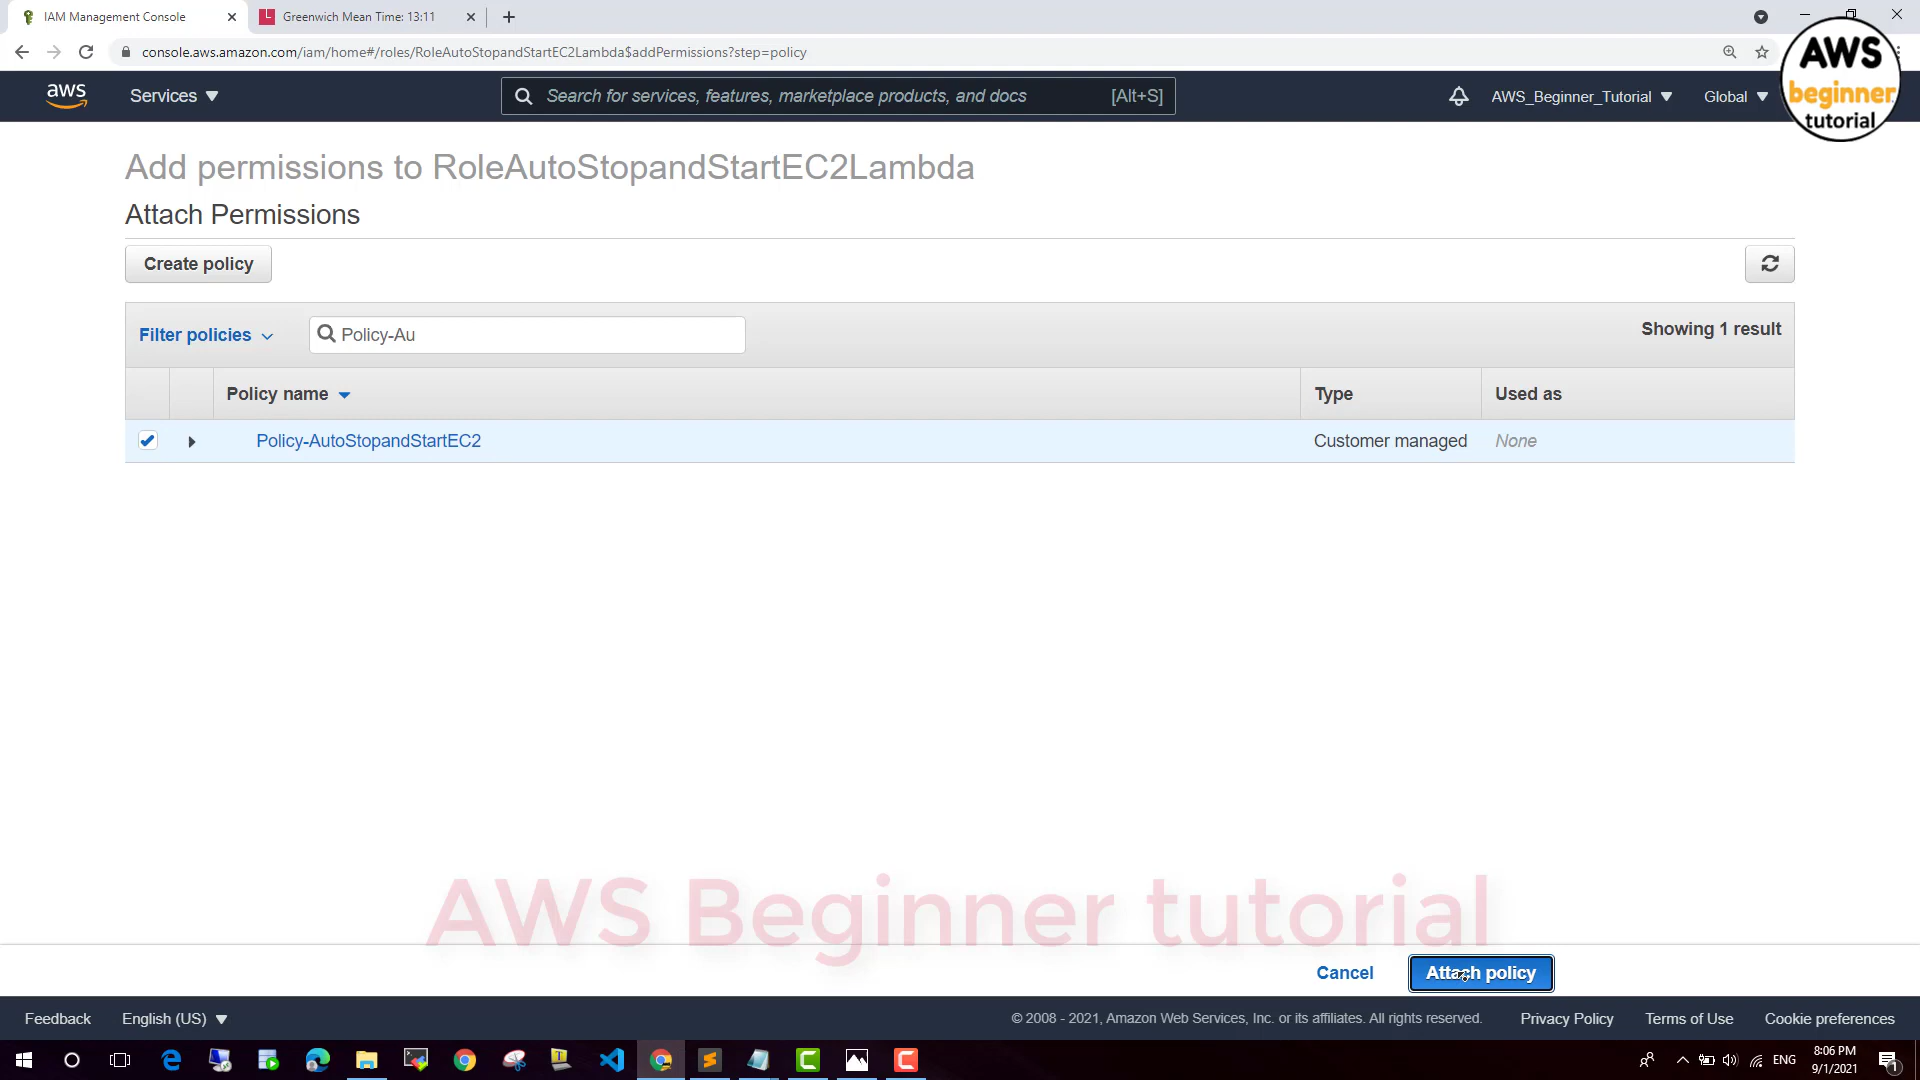 IAM Management Console
Greenwich Mean Time: 13:11
console.aws.amazon.com/iam/home#/roles/RoleAutoStopandStartEC2Lambda$addPermissions?step=policy
AWS
beginner
tutorial
aws
Services
Search for services, features, marketplace products, and docs
[Alt+S]
AWS_Beginner_Tutorial
Global
Add permissions to RoleAutoStopandStartEC2Lambda
Attach Permissions
Create policy
Filter policies
Policy-Au
Showing 1 result
Policy name
Type
Used as
Policy-AutoStopandStartEC2
Customer managed
None
AWS Beginner tutorial
Cancel
Attach policy
Feedback
English (US)
© 2008 - 2021, Amazon Web Services, Inc. or its affiliates. All rights reserved.
Privacy Policy
Terms of Use
Cookie preferences
ENG
8:06 PM
9/1/2021
1